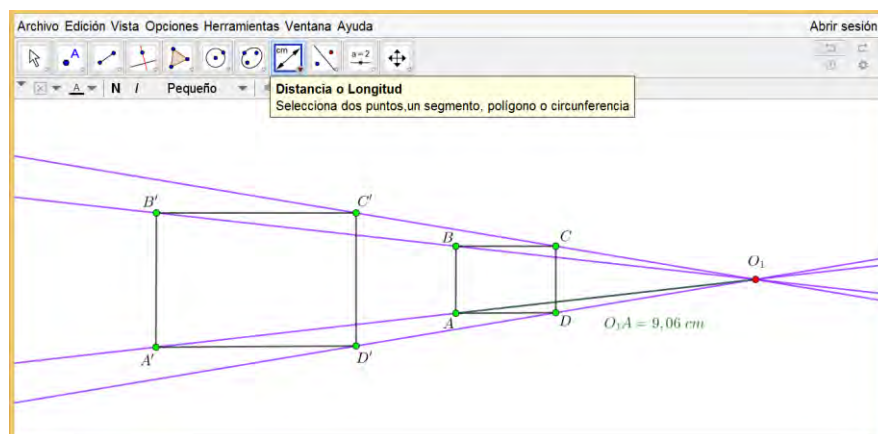 Archivo Edición Vista Opciones Herramientas Ventana Ayuda Abrir sesión
A cm a=2
A N I Pequeño
Distancia o Longitud
Selecciona dos puntos,un segmento, polígono o circunferencia
B′ C′
B C
O₁
A D
O₁A = 9,06 cm
A′ D′